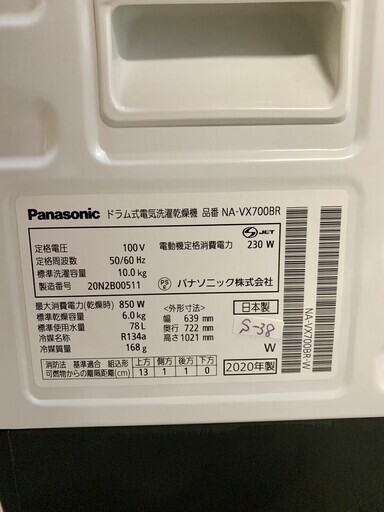 Panasonic ドラム式電気洗濯乾燥機 品番 NA-VX700BR
定格電圧 100 V
定格周波数 50/60 Hz
標準洗濯容量 10.0 kg
製造番号 20N2B00511
JET
電動機定格消費電力 230 W
PS E パナソニック株式会社
最大消費電力(乾燥時) 850 W
標準乾燥容量 6.0 kg
標準使用水量 78 L
冷媒名称 R134a
冷媒質量 168 g
<外形寸法>
幅 639 mm
奥行 722 mm
高さ 1021 mm
日本製
S-38
W
消防法 基準適合 組込形 上方 側方 後方 下方
可燃物からの離隔距離(cm) 13 1 1 0
2020年製
NA-VX700BR-W